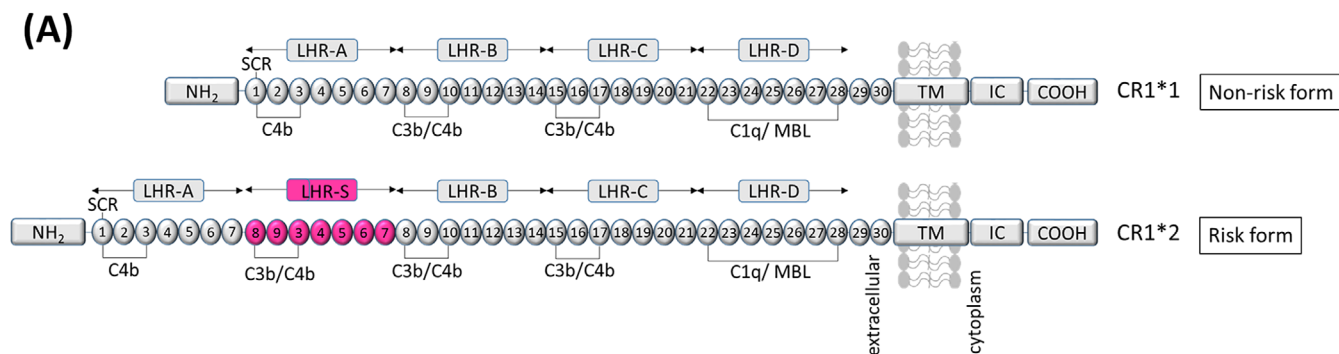 (A)
LHR-A LHR-B LHR-C LHR-D
SCR
NH2 1 2 3 4 5 6 7 8 9 10 11 12 13 14 15 16 17 18 19 20 21 22 23 24 25 26 27 28 29 30 TM IC COOH CR1*1 Non-risk form
C4b C3b/C4b C3b/C4b C1q/ MBL
LHR-A LHR-S LHR-B LHR-C LHR-D
SCR
NH2 1 2 3 4 5 6 7 8 9 3 4 5 6 7 8 9 10 11 12 13 14 15 16 17 18 19 20 21 22 23 24 25 26 27 28 29 30 TM IC COOH CR1*2 Risk form
C4b C3b/C4b C3b/C4b C3b/C4b C1q/ MBL
extracellular
cytoplasm